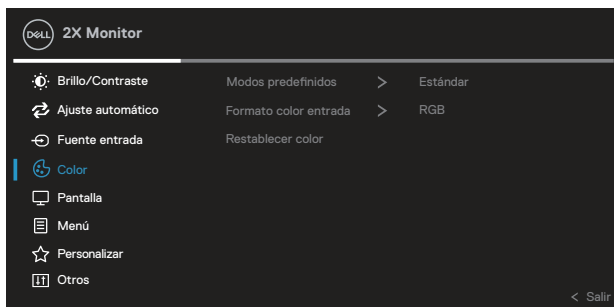 DELL 2X Monitor
Brillo/Contraste Modos predefinidos > Estándar
Ajuste automático Formato color entrada > RGB
Fuente entrada Restablecer color
Color
Pantalla
Menú
Personalizar
Otros
< Salir